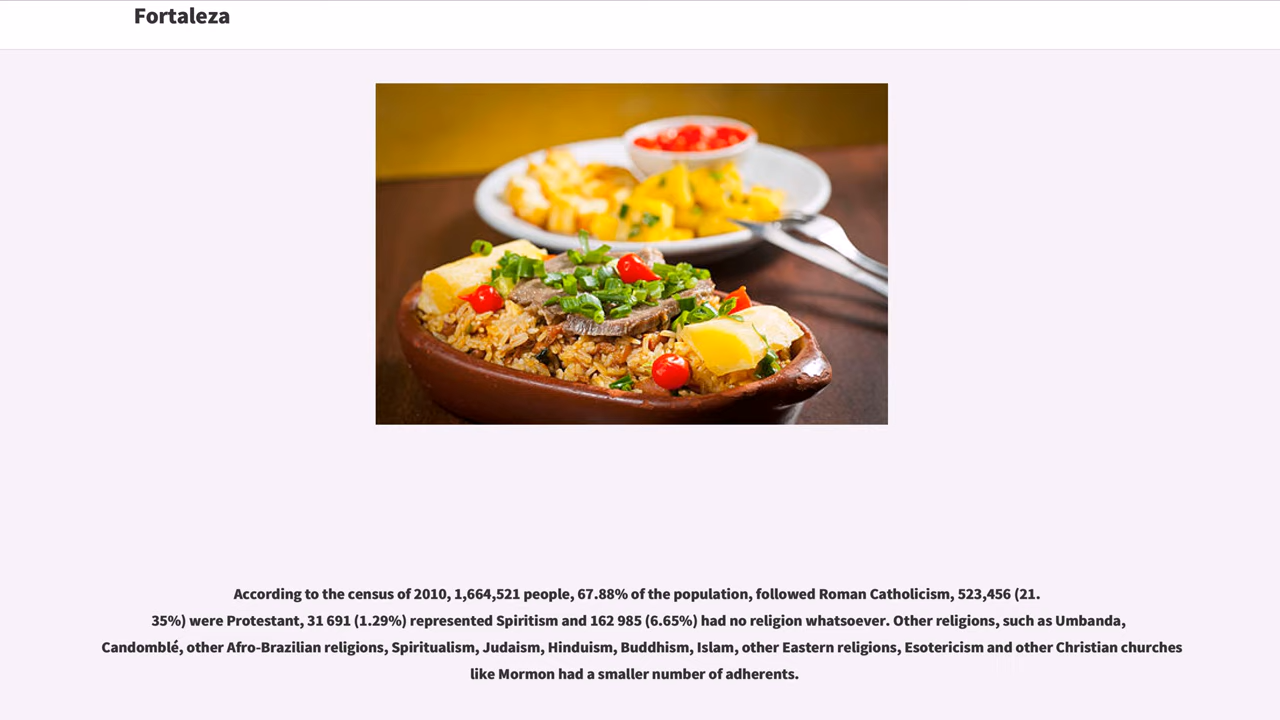 Fortaleza
According to the census of 2010, 1,664,521 people, 67.88% of the population, followed Roman Catholicism, 523,456 (21.
35%) were Protestant, 31 691 (1.29%) represented Spiritism and 162 985 (6.65%) had no religion whatsoever. Other religions, such as Umbanda,
Candomblé, other Afro-Brazilian religions, Spiritualism, Judaism, Hinduism, Buddhism, Islam, other Eastern religions, Esotericism and other Christian churches
like Mormon had a smaller number of adherents.